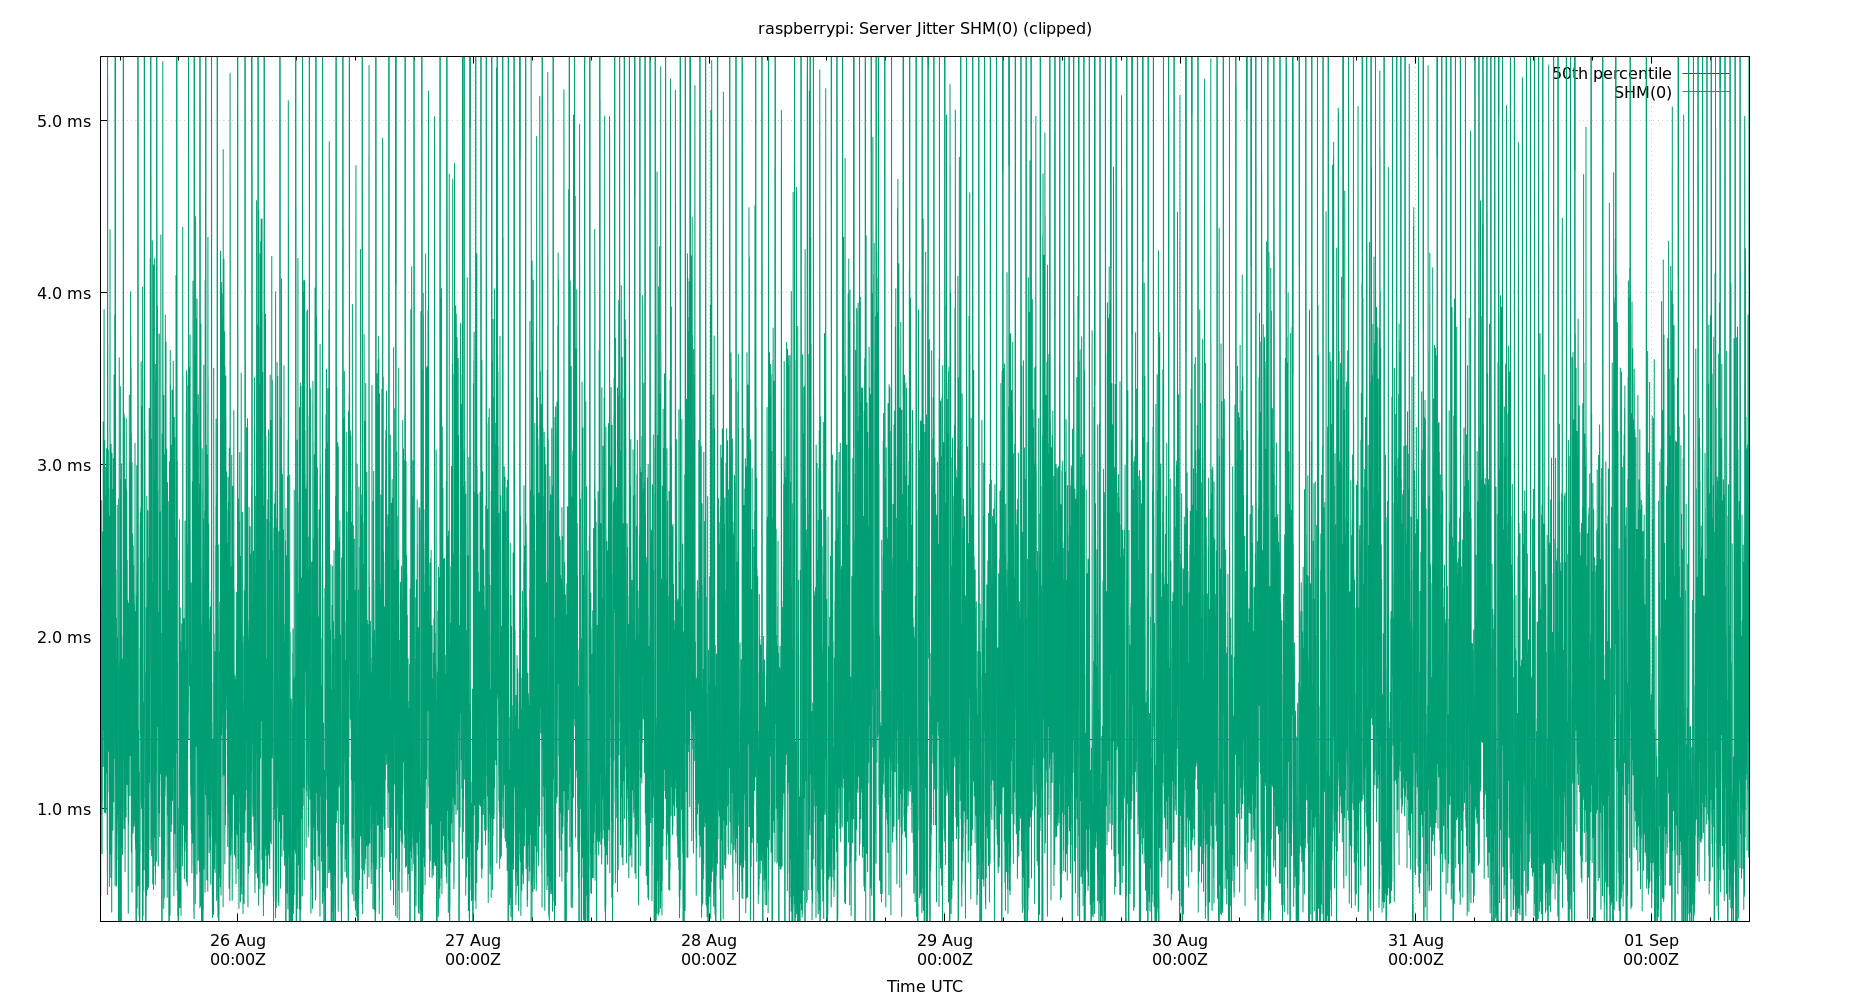 raspberrypi: Server Jitter SHM(0) (clipped)
50th percentile
SHM(0)
5.0 ms
4.0 ms
3.0 ms
2.0 ms
1.0 ms
26 Aug 27 Aug 28 Aug 29 Aug 30 Aug 31 Aug 01 Sep
00:00Z 00:00Z 00:00Z 00:00Z 00:00Z 00:00Z 00:00Z
Time UTC